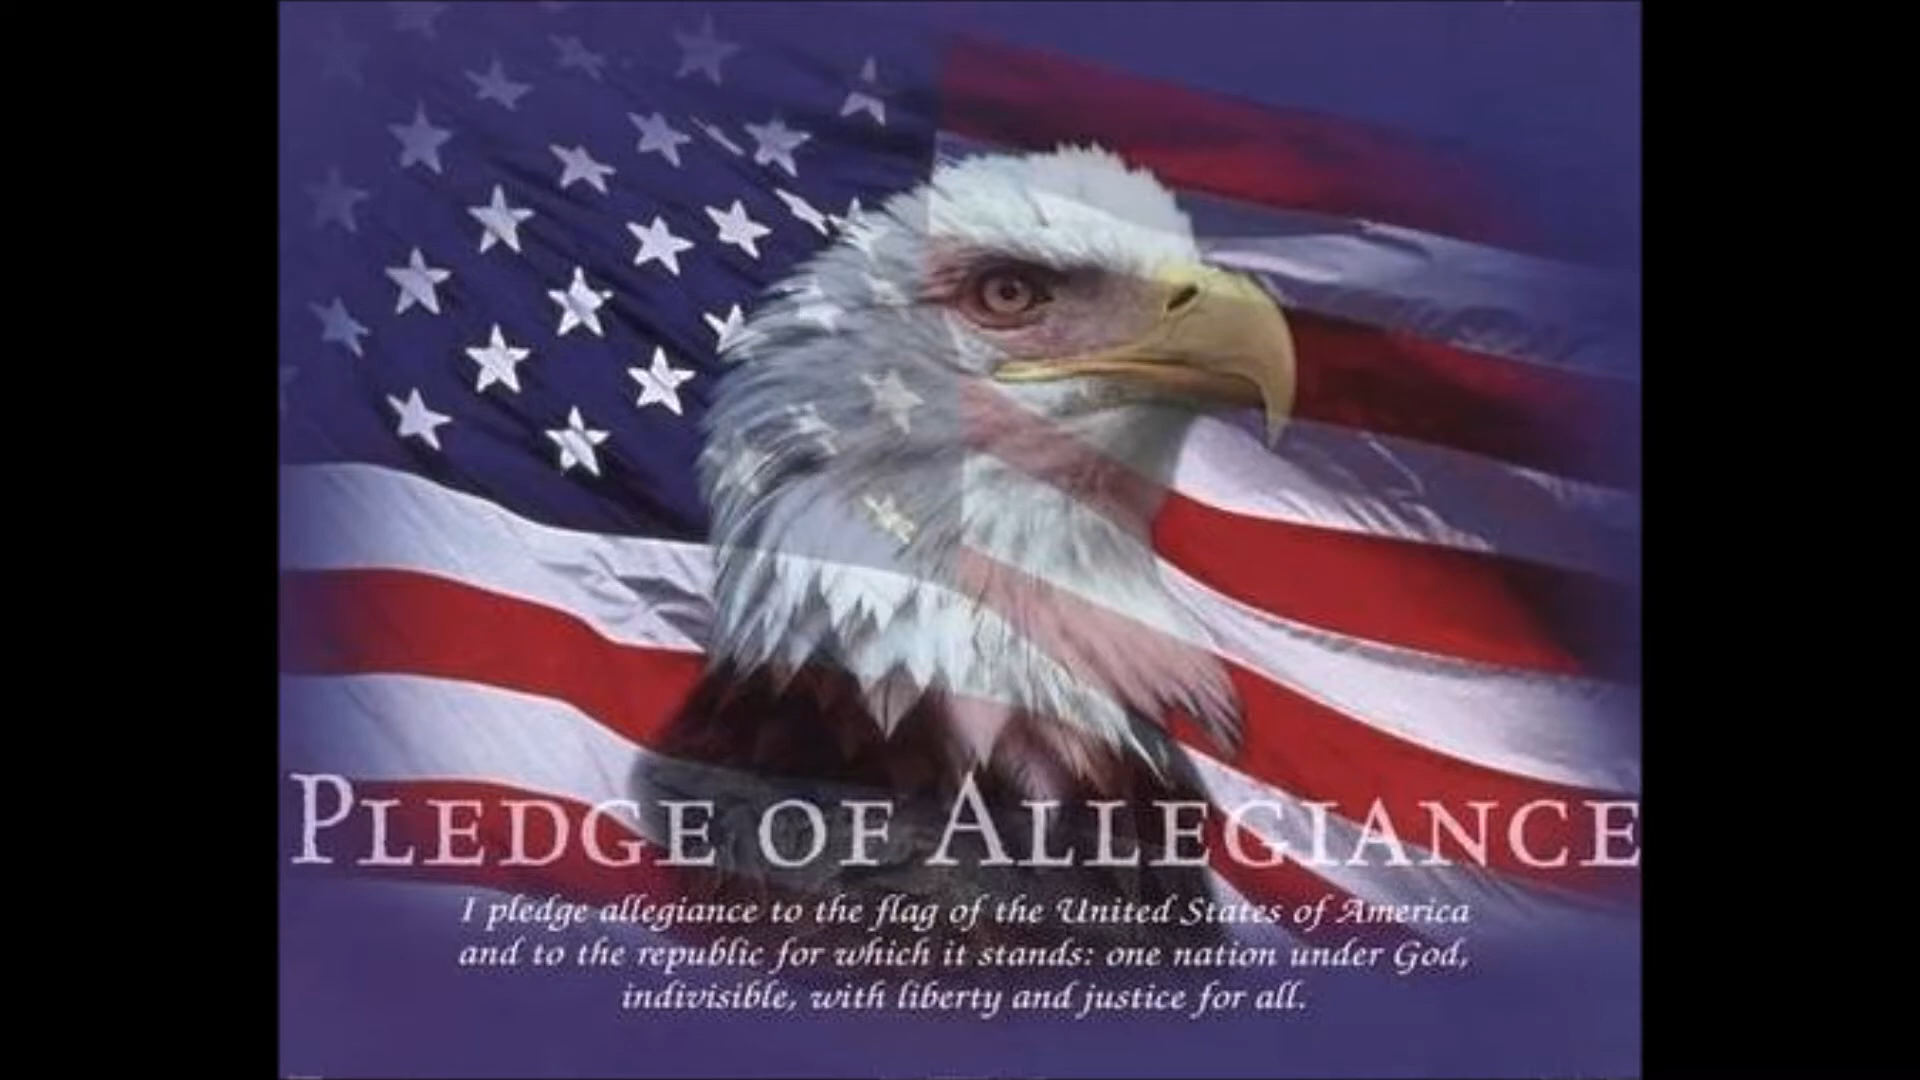 PLEDGE OF ALLEGIANCE
I pledge allegiance to the flag of the United States of America
and to the republic for which it stands: one nation under God,
indivisible, with liberty and justice for all.